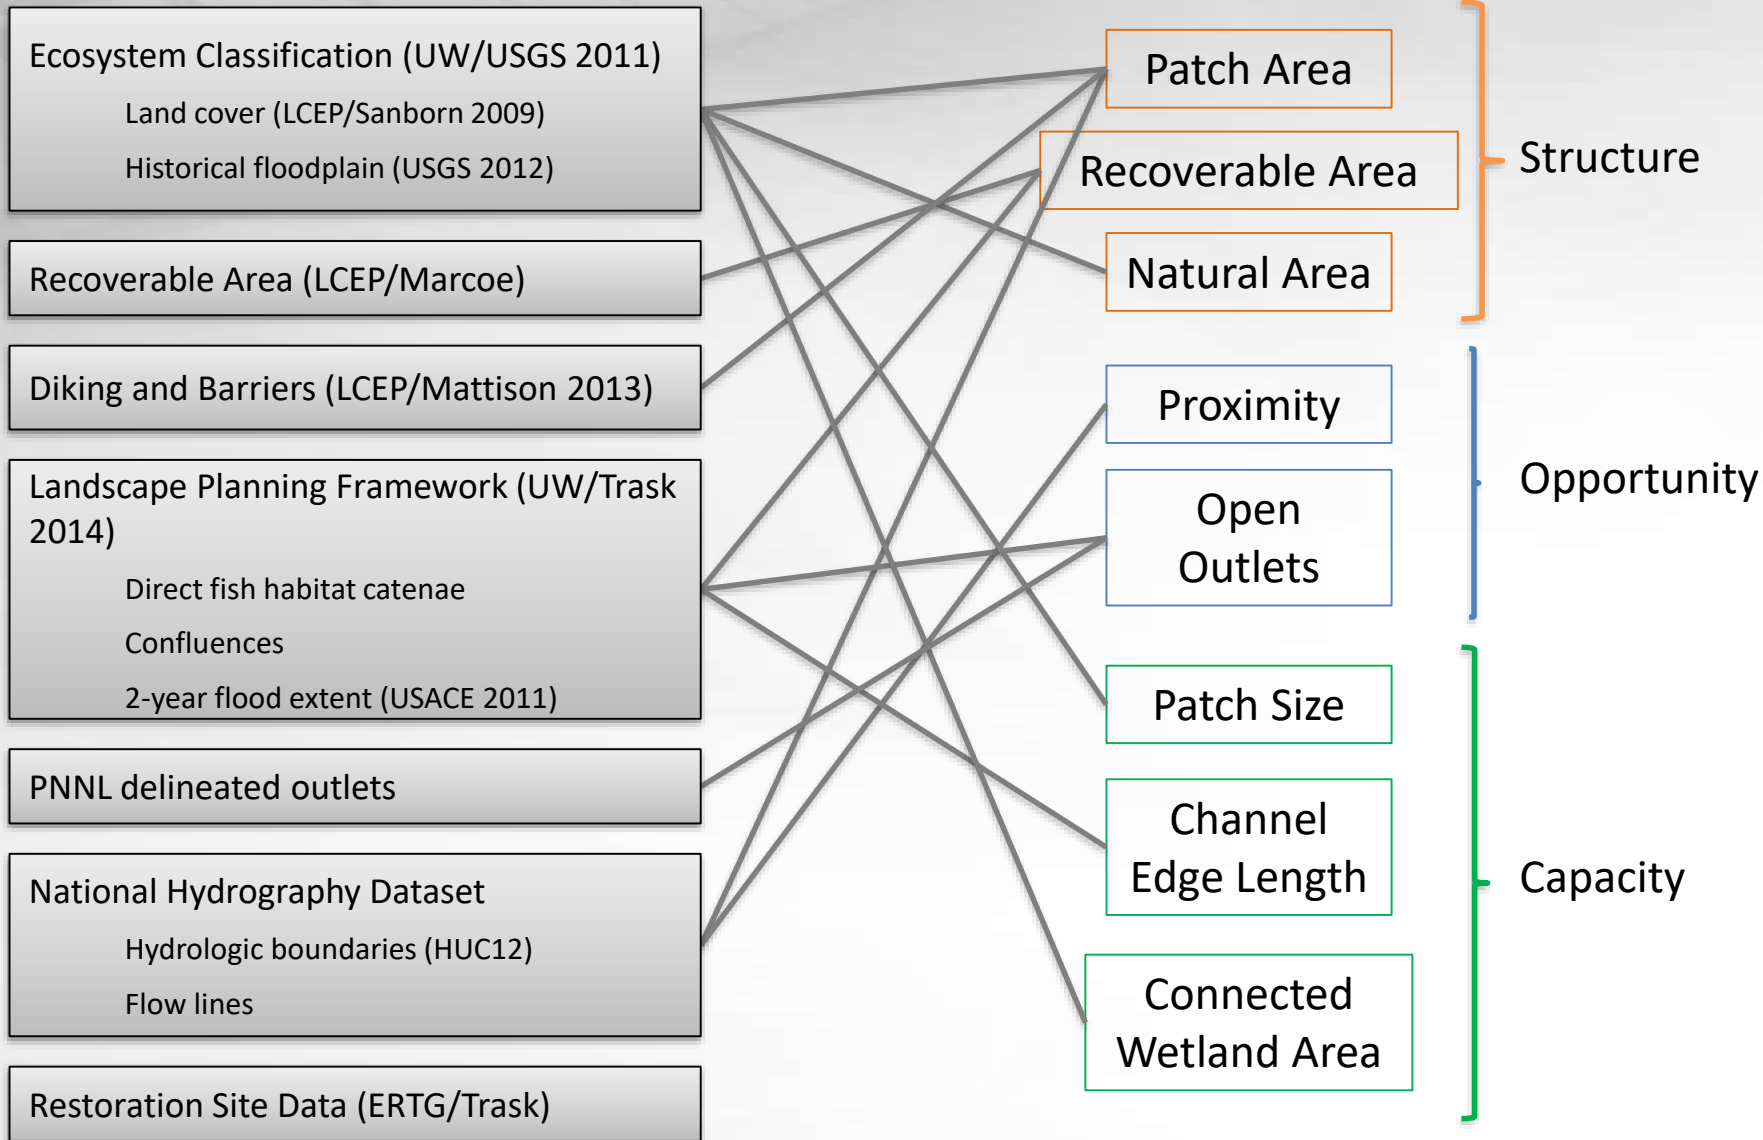 Ecosystem Classification (UW/USGS 2011)
Land cover (LCEP/Sanborn 2009)
Historical floodplain (USGS 2012)
Recoverable Area (LCEP/Marcoe)
Diking and Barriers (LCEP/Mattison 2013)
Landscape Planning Framework (UW/Trask
2014)
Direct fish habitat catenae
Confluences
2-year flood extent (USACE 2011)
PNNL delineated outlets
National Hydrography Dataset
Hydrologic boundaries (HUC12)
Flow lines
Restoration Site Data (ERTG/Trask)
Patch Area
Recoverable Area
Natural Area
Structure
Proximity
Open
Outlets
Opportunity
Patch Size
Channel
Edge Length
Connected
Wetland Area
Capacity